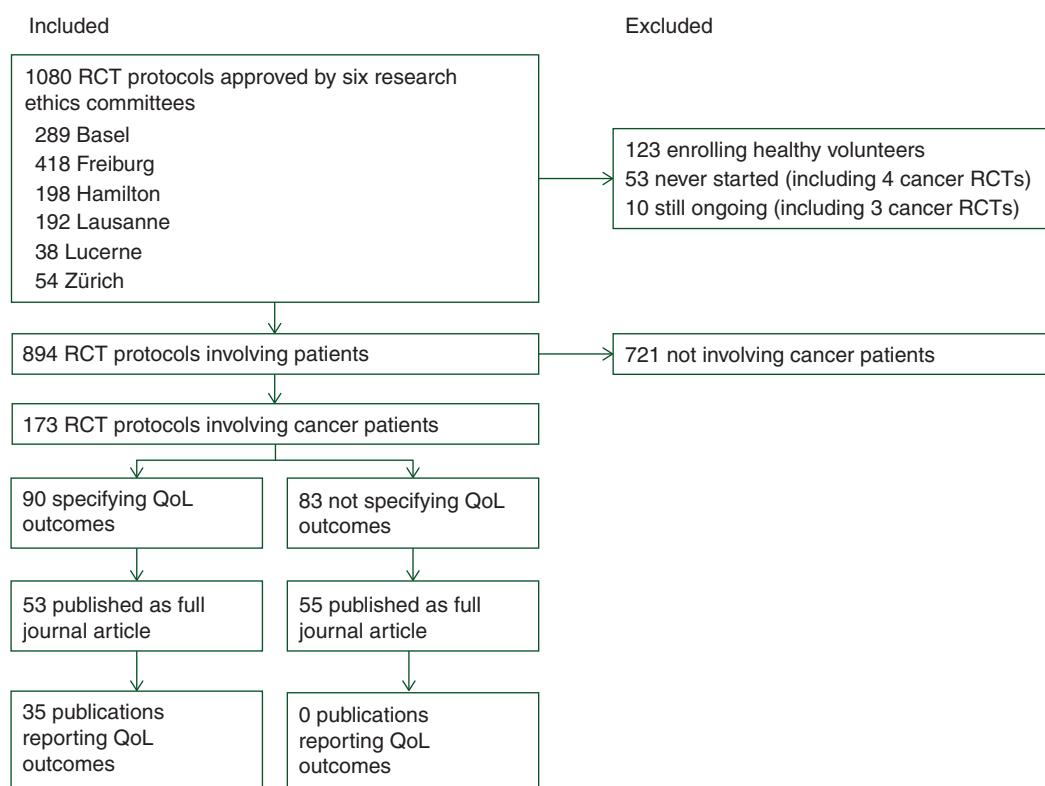 Included
Excluded
1080 RCT protocols approved by six research
ethics committees
289 Basel
418 Freiburg
198 Hamilton
192 Lausanne
38 Lucerne
54 Zürich
123 enrolling healthy volunteers
53 never started (including 4 cancer RCTs)
10 still ongoing (including 3 cancer RCTs)
894 RCT protocols involving patients
721 not involving cancer patients
173 RCT protocols involving cancer patients
90 specifying QoL
outcomes
83 not specifying QoL
outcomes
53 published as full
journal article
55 published as full
journal article
35 publications
reporting QoL
outcomes
0 publications
reporting QoL
outcomes